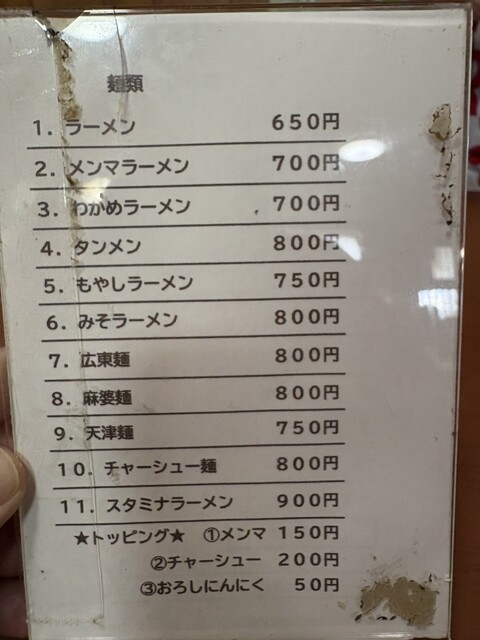 麺類
1. ラーメン 650円
2. メンマラーメン 700円
3. わかめラーメン 700円
4. タンメン 800円
5. もやしラーメン 750円
6. みそラーメン 800円
7. 広東麺 800円
8. 麻婆麺 800円
9. 天津麺 750円
10. チャーシュー麺 800円
11. スタミナラーメン 900円
★トッピング★ ①メンマ 150円
②チャーシュー 200円
③おろしにんにく 50円